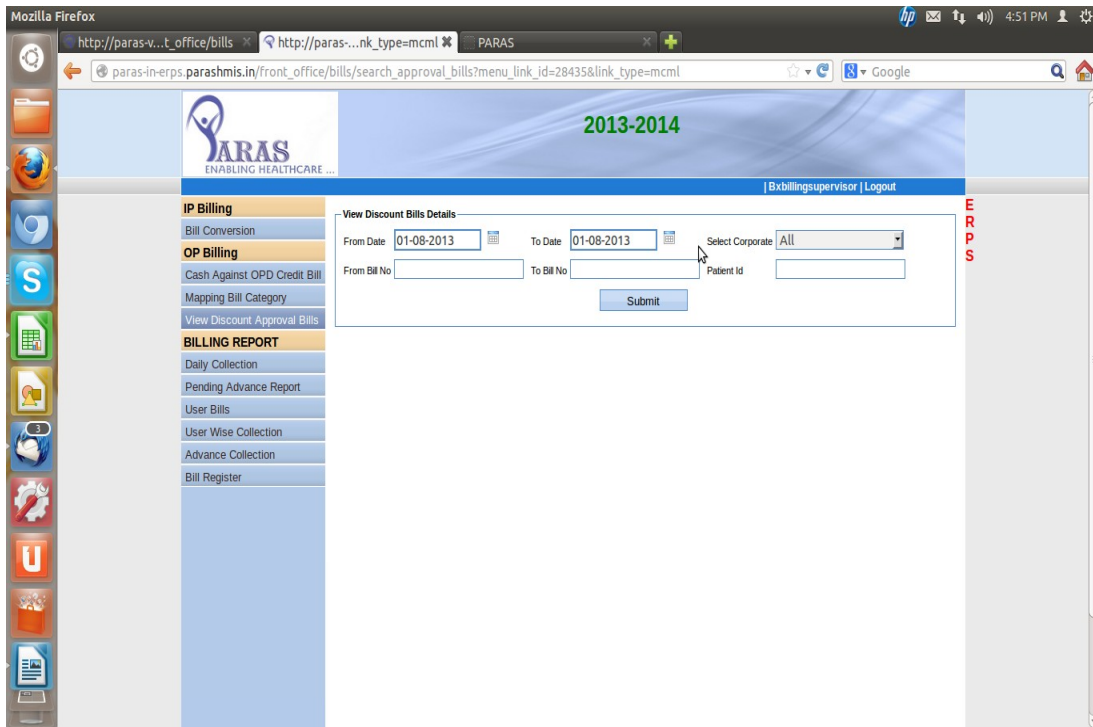 Mozilla Firefox
4:51 PM
http://paras-v...t_office/bills
http://paras-...nk_type=mcml
PARAS
paras-in-erps.parashmis.in/front_office/bills/search_approval_bills?menu_link_id=28435&link_type=mcml
Google
PARAS
ENABLING HEALTHCARE ...
2013-2014
| Bxbillingsupervisor | Logout
E
R
P
S
IP Billing
Bill Conversion
OP Billing
Cash Against OPD Credit Bill
Mapping Bill Category
View Discount Approval Bills
BILLING REPORT
Daily Collection
Pending Advance Report
User Bills
User Wise Collection
Advance Collection
Bill Register
View Discount Bills Details
From Date 01-08-2013 To Date 01-08-2013 Select Corporate All
From Bill No To Bill No Patient Id
Submit
3